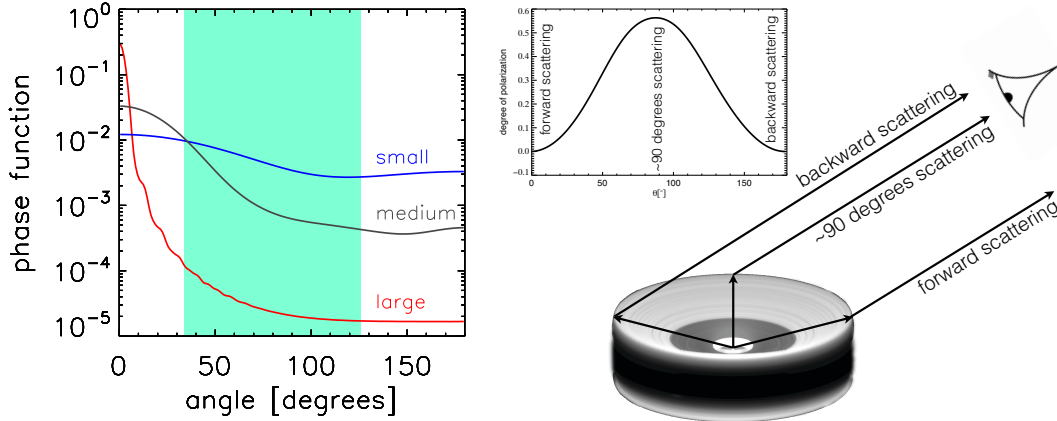 phase function
10⁻¹
10⁻²
10⁻³
10⁻⁴
10⁻⁵
small
medium
large
0 50 100 150
angle [degrees]
degree of polarization
0.6
0.5
0.4
0.3
0.2
0.1
0.0
-0.1
forward scattering
~90 degrees scattering
backward scattering
0 50 100 150
θ[°]
backward scattering
~90 degrees scattering
forward scattering